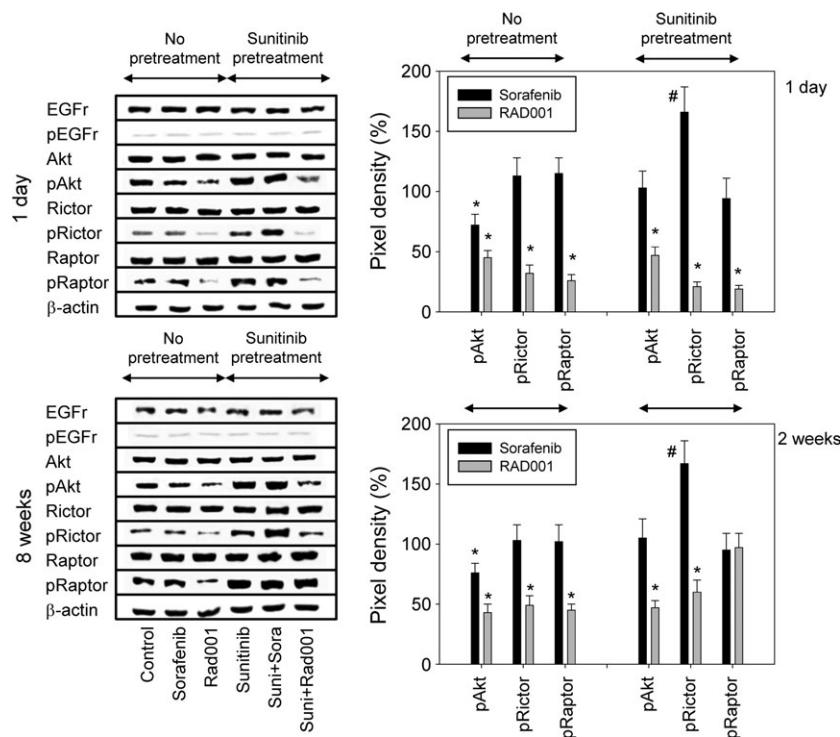 No
pretreatment
Sunitinib
pretreatment
1 day
EGFr
pEGFr
Akt
pAkt
Rictor
pRictor
Raptor
pRaptor
β-actin
No
pretreatment
Sunitinib
pretreatment
8 weeks
EGFr
pEGFr
Akt
pAkt
Rictor
pRictor
Raptor
pRaptor
β-actin
Control
Sorafenib
Rad001
Sunitinib
Suni+Sora
Suni+Rad001
No
pretreatment
Sunitinib
pretreatment
1 day
Pixel density (%)
200
150
100
50
0
Sorafenib
RAD001
* * * * # * * *
pAkt
pRictor
pRaptor
pAkt
pRictor
pRaptor
2 weeks
Pixel density (%)
200
150
100
50
0
Sorafenib
RAD001
* * * * * # *
pAkt
pRictor
pRaptor
pAkt
pRictor
pRaptor